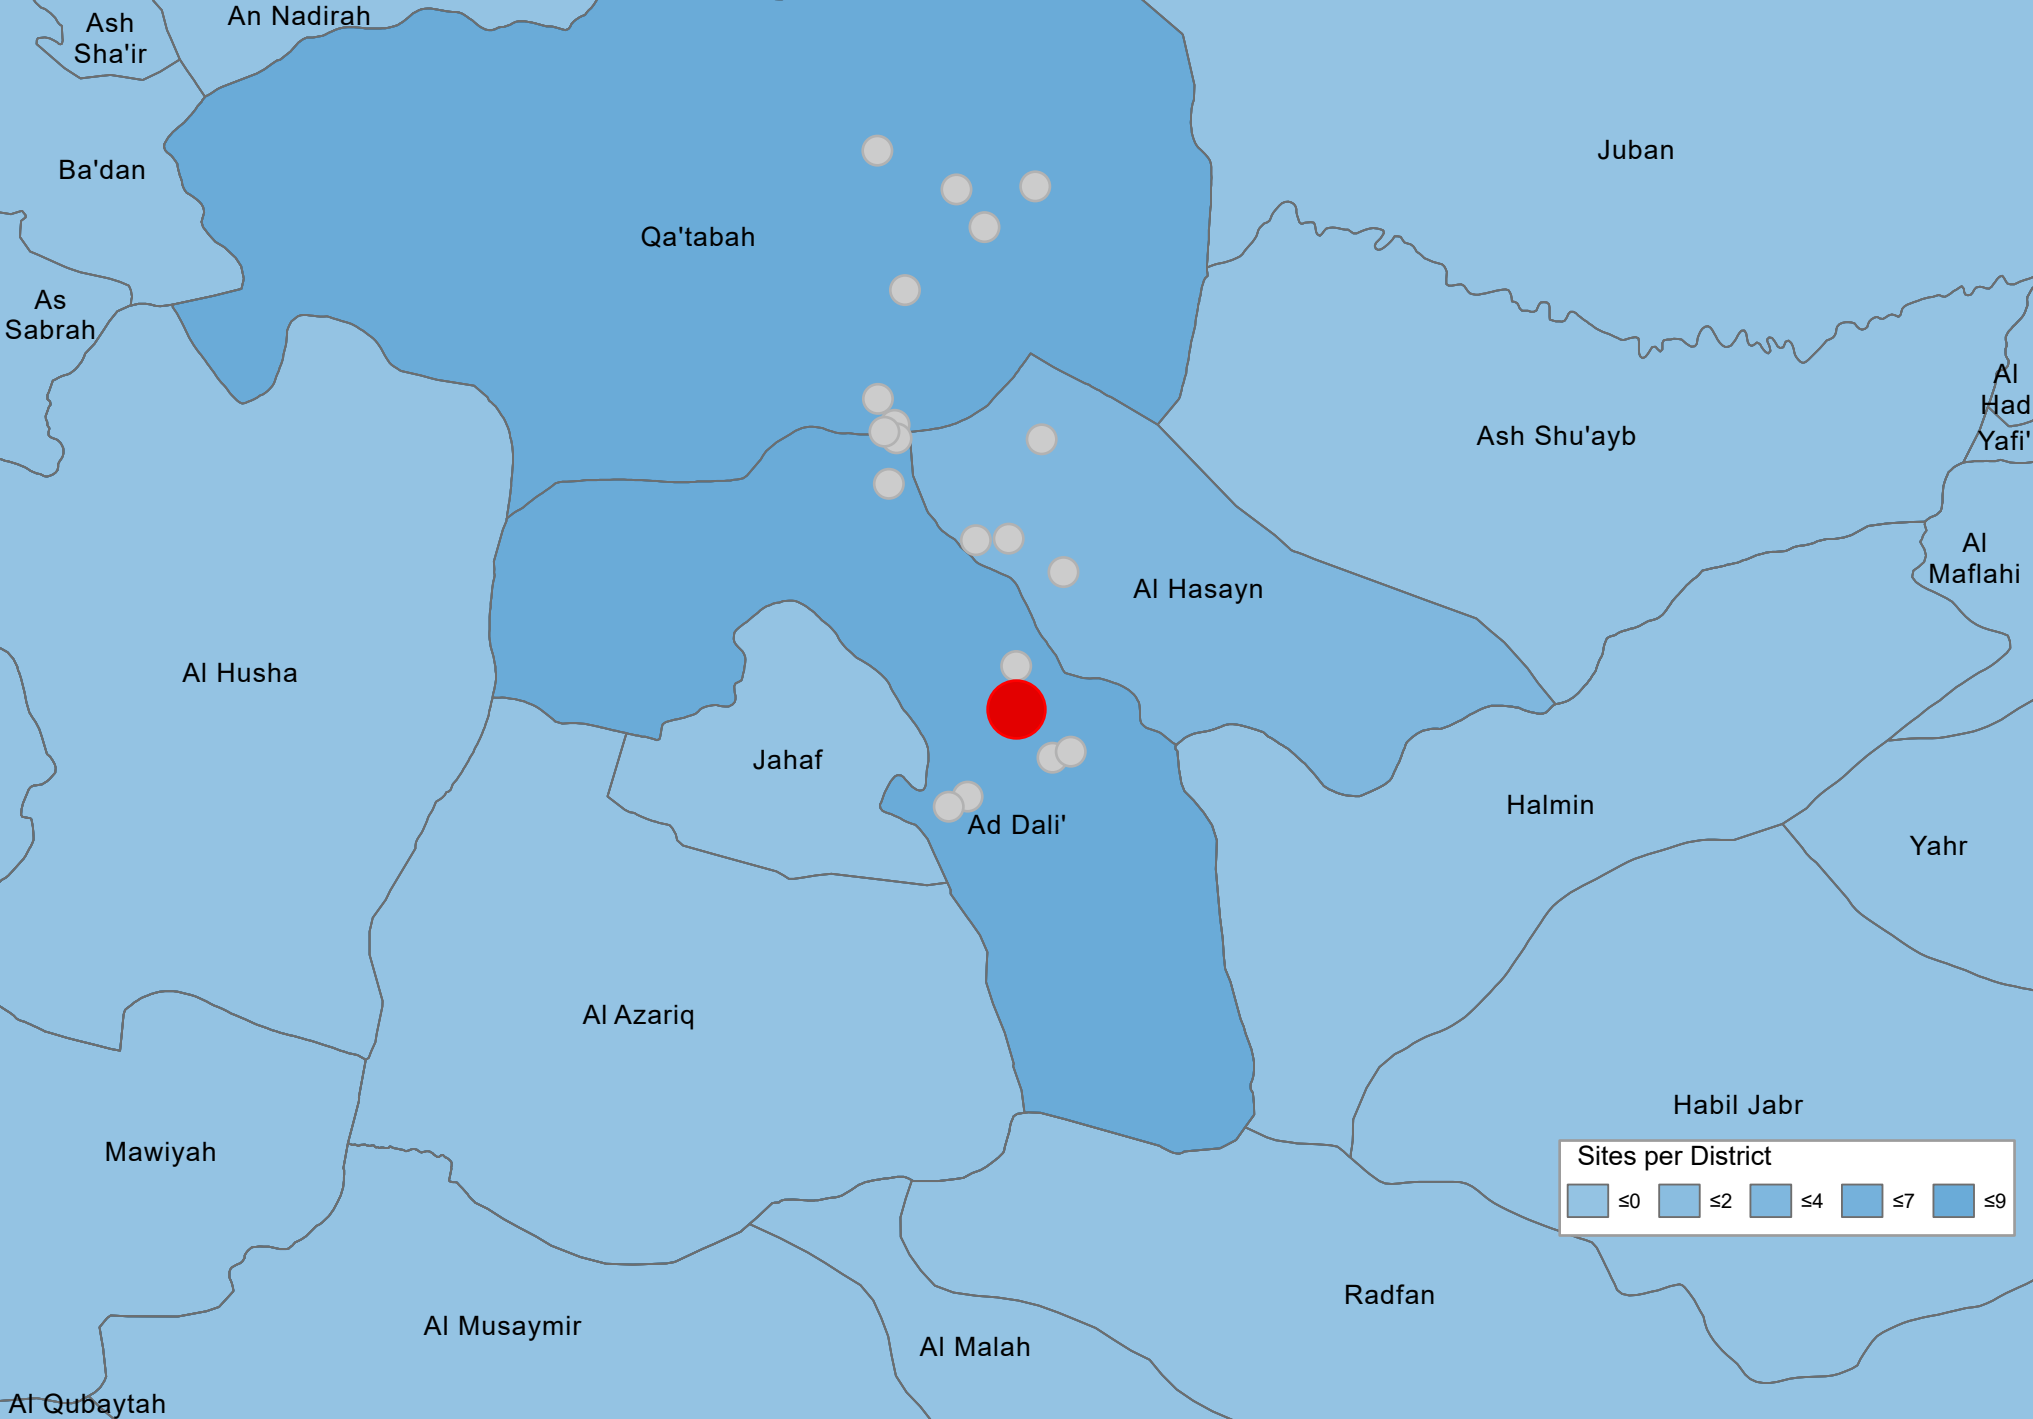 An Nadirah
Ash
Sha'ir
Juban
Ba'dan
Qa'tabah
As
Sabrah
Al
Had
Yafi'
Ash Shu'ayb
Al
Maflahi
Al Hasayn
Al Husha
Jahaf
Halmin
Ad Dali'
Yahr
Al Azariq
Habil Jabr
Mawiyah
Sites per District
≤0 ≤2 ≤4 ≤7 ≤9
Radfan
Al Musaymir
Al Malah
Al Qubaytah